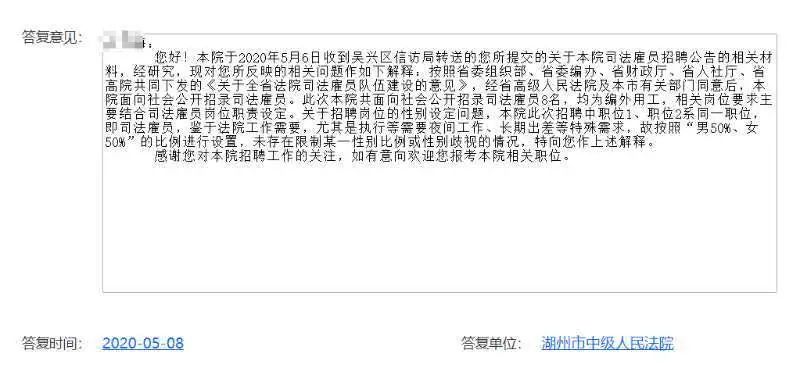 答复意见：
您好！本院于2020年5月6日收到吴兴区信访局转送的您所提交的关于本院司法雇员招聘公告的相关材
料，经研究，现对您所反映的相关问题作如下解释：按照省委组织部、省委编办、省财政厅、省人社厅、省
高院共同下发的《关于全省法院司法雇员队伍建设的意见》，经省高级人民法院及本市有关部门同意后，本
院面向社会公开招录司法雇员。此次本院共面向社会公开招录司法雇员8名，均为编外用工，相关岗位要求主
要结合司法雇员岗位职责设定。关于招聘岗位的性别设定问题，本院此次招聘中职位1、职位2系同一职位，
即司法雇员，鉴于法院工作需要，尤其是执行等需要夜间工作、长期出差等特殊需求，故按照“男50%、女
50%”的比例进行设置，未存在限制某一性别比例或性别歧视的情况，特向您作上述解释。
感谢您对本院招聘工作的关注，如有意向欢迎您报考本院相关职位。
答复时间： 2020-05-08 答复单位： 湖州市中级人民法院